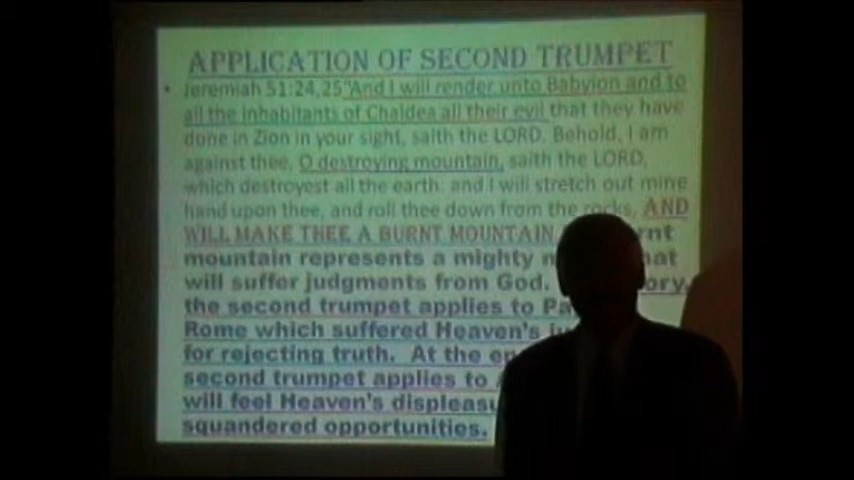 APPLICATION OF SECOND TRUMPET
• Jeremiah 51:24,25"And I will render unto Babylon and to
all the inhabitants of Chaldea all their evil that they have
done in Zion in your sight, saith the LORD. Behold, I am
against thee, O destroying mountain, saith the LORD,
which destroyest all the earth: and I will stretch out mine
hand upon thee, and roll thee down from the rocks, AND
WILL MAKE THEE A BURNT MOUNTAIN
mountain represents a mighty
will suffer judgments from God.
the second trumpet applies to
Rome which suffered Heaven's
for rejecting truth. At the
second trumpet applies to
will feel Heaven's
squandered opportunities.